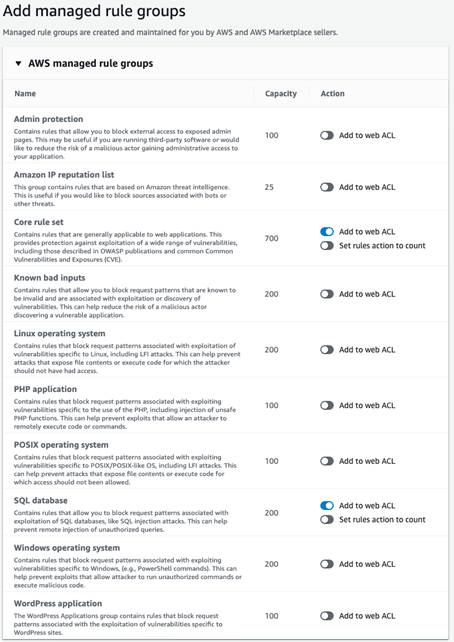 Add managed rule groups
Managed rule groups are created and maintained for you by AWS and AWS Marketplace sellers.
▼ AWS managed rule groups
Name Capacity Action
Admin protection
Contains rules that allow you to block external access to exposed admin
pages. This may be useful if you are running third-party software or would
like to reduce the risk of a malicious actor gaining administrative access to
your application.
100 Add to web ACL
Amazon IP reputation list
This group contains rules that are based on Amazon threat intelligence.
This is useful if you would like to block sources associated with bots or
other threats.
25 Add to web ACL
Core rule set
Contains rules that are generally applicable to web applications. This
provides protection against exploitation of a wide range of vulnerabilities,
including those described in OWASP publications and common Common
Vulnerabilities and Exposures (CVE).
700 Add to web ACL
Set rules action to count
Known bad inputs
Contains rules that allow you to block request patterns that are known to
be invalid and are associated with exploitation or discovery of
vulnerabilities. This can help reduce the risk of a malicious actor
discovering a vulnerable application.
200 Add to web ACL
Linux operating system
Contains rules that block request patterns associated with exploitation of
vulnerabilities specific to Linux, including LFI attacks. This can help prevent
attacks that expose file contents or execute code for which the attacker
should not have had access.
200 Add to web ACL
PHP application
Contains rules that block request patterns associated with exploiting
vulnerabilities specific to the use of the PHP, including injection of unsafe
PHP functions. This can help prevent exploits that allow an attacker to
remotely execute code or commands.
100 Add to web ACL
POSIX operating system
Contains rules that block request patterns associated with exploiting
vulnerabilities specific to POSIX/POSIX-like OS, including LFI attacks. This
can help prevent attacks that expose file contents or execute code for
which access should not been allowed.
100 Add to web ACL
SQL database
Contains rules that allow you to block request patterns associated with
exploitation of SQL databases, like SQL injection attacks. This can help
prevent remote injection of unauthorized queries.
200 Add to web ACL
Set rules action to count
Windows operating system
Contains rules that block request patterns associated with exploiting
vulnerabilities specific to Windows, (e.g., PowerShell commands). This can
help prevent exploits that allow attacker to run unauthorized commands or
execute malicious code.
200 Add to web ACL
WordPress application
The WordPress Applications group contains rules that block request
patterns associated with the exploitation of vulnerabilities specific to
WordPress sites.
100 Add to web ACL